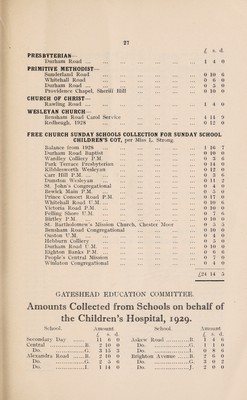 27
£ s. d.
PRESBYTERIAN—
Durham Road ... 1 4 0
PRIMITIVE METHODIST—
Sunderland Road ... 0 10 6
Whitehall Road ... 0 6 0
Durham Road ... 0 5 0
Providence Chapel, Sheriff Hill ... 0 10 0
CHURCH OF CHRIST—
Rawling Road ... 1 4 0
WESLEYAN CHURCH—
Bensham Road Carol Service ... 4 14 9
Redheugh, 1928 ... 0 12 0
FREE CHURCH SUNDAY SCHOOLS COLLECTION FOR SUNDAY SCHOOL
CHILDREN'S COT, per Miss L. Strong
Balance from 1928 ... 1 16 7
Durham Road Baptist ... 0 10 0
Wardley Colliery P.M. ... 0 3 0
Park Terrace Presbyterian ... 0 14 0
Kibblesworth Wesleyan ... 0 12 0
Carr Hill P.M. ... 0 5 0
Dunston Wesleyan ... 0 11 2
St. John's Congregational ... 0 4 0
Bewick Main P.M. ... 0 5 0
Prince Consort Road P.M. ... 0 17 0
Whitehall Road U.M. ... 0 10 0
Victoria Road P.M. ... 0 10 0
Felling Shore U.M. ... 0 7 0
Birtley P.M. ... 0 10 0
St. Bartholomew's Mission Church, Chester Moor ... 0 5 5
Bensham Road Congregational ... 0 10 0
Ouston U.M. ... 0 4 0
Hebburn Colliery ... 0 5 0
Durham Road U.M. ... 0 10 0
Eighton Banks P.M. ... 0 6 6
People's Central Mission ... 0 7 0
Windmill Congregational ... 0 4 0
£24 14 5
GATESHEAD EDUCATION COMMITTEE.
Amounts Collected from Schools on behalf of
the Children's Hospital, 1929.
School. Amount. School. Amount
£ s. d. £ s. d.
Secondary Day ... 11 6 0 Askew Road ... B. 1 4 6
Central ... B. 2 10 0 Do. ... G. 1 1 0
Do. ... G. 3 15 3 Do. ... I. 0 8 6
Alexandra Road ... B. 2 10 0 Brighton Avenue ... B. 2 6 0
Do. ... G. 2 5 6 Do. ... G. 3 0 2
Do. ... I. 1 14 0 Do. ... J. 2 0 0